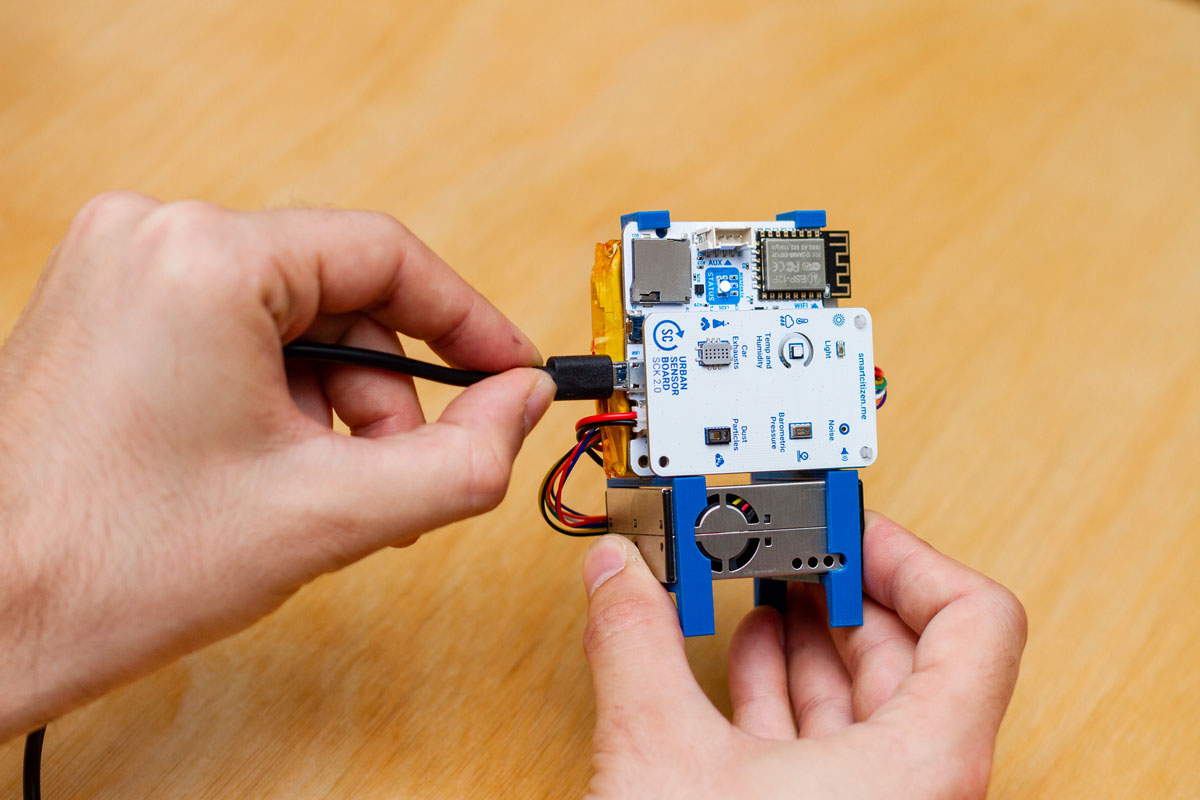 AUX
STATUS
WIFI
SC
URBAN
SENSOR
BOARD
SCK 2.0
Car
Exhausts
Temp and
Humidity
Light
smartcitizen.me
Dust
Particles
Barometric
Pressure
Noise